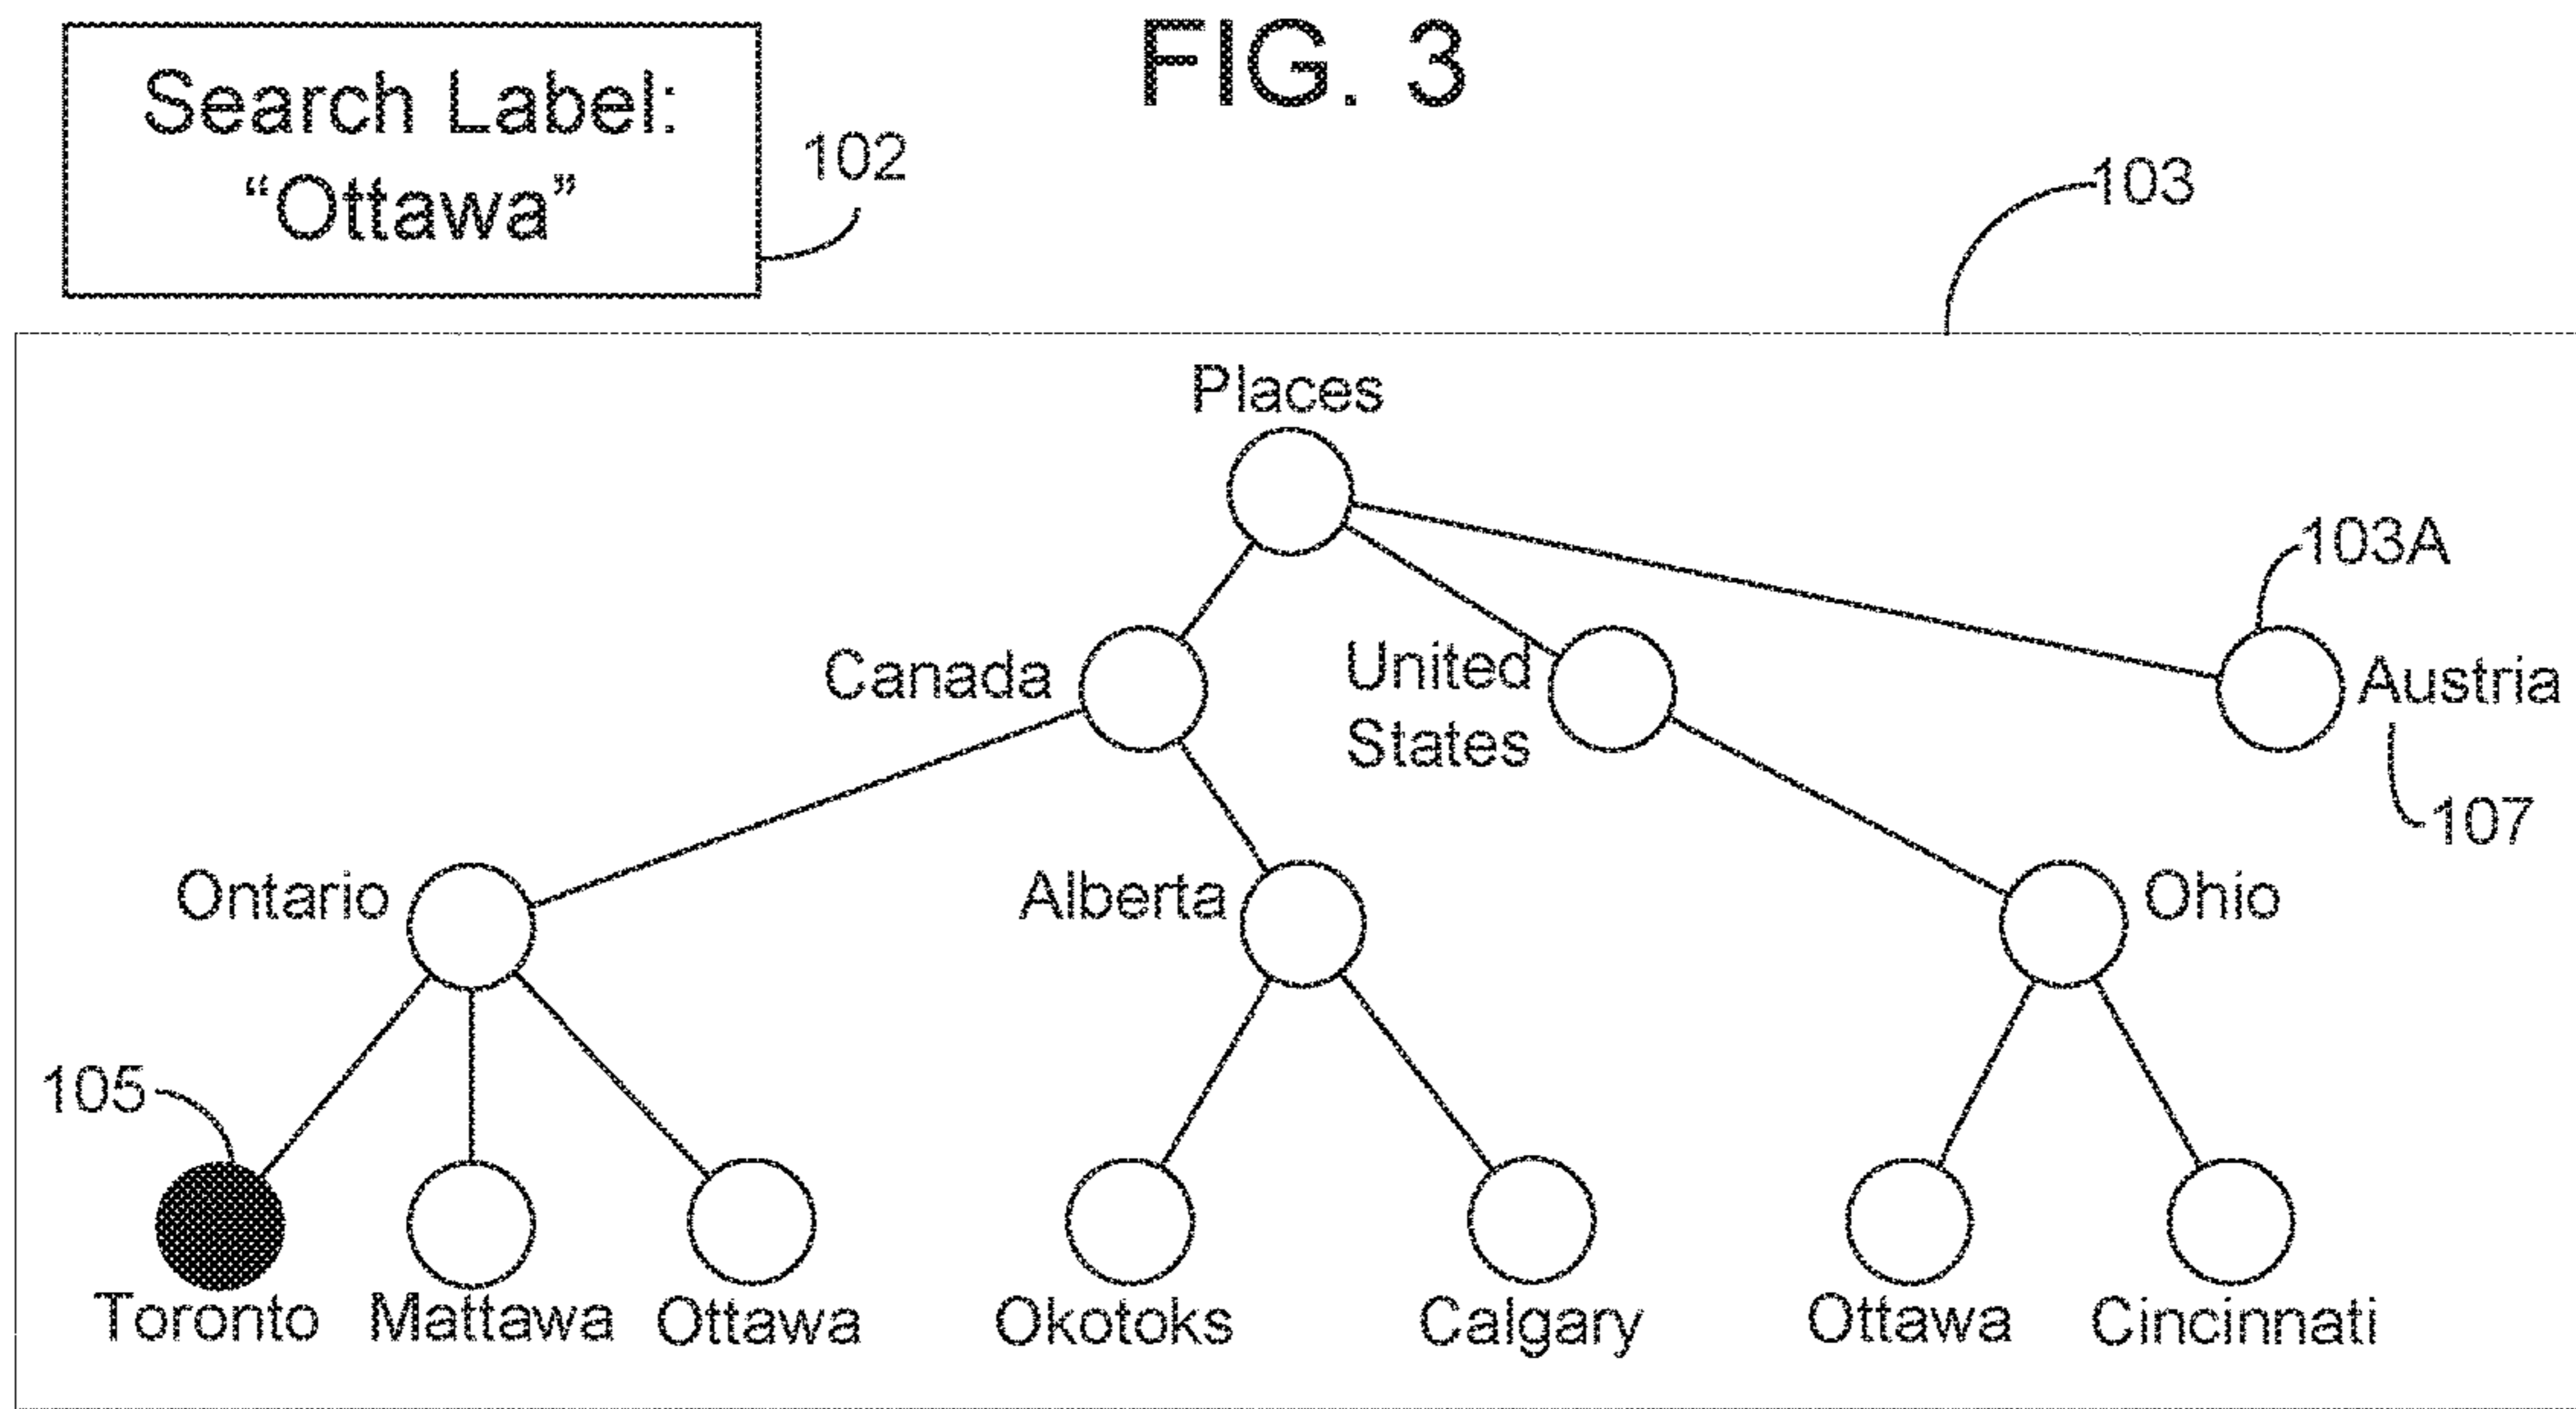 FIG. 3
Search Label:
“Ottawa”
102
103
Places
103A
Canada
United
States
Austria
107
Ontario
Alberta
Ohio
105
Toronto
Mattawa
Ottawa
Okotoks
Calgary
Ottawa
Cincinnati